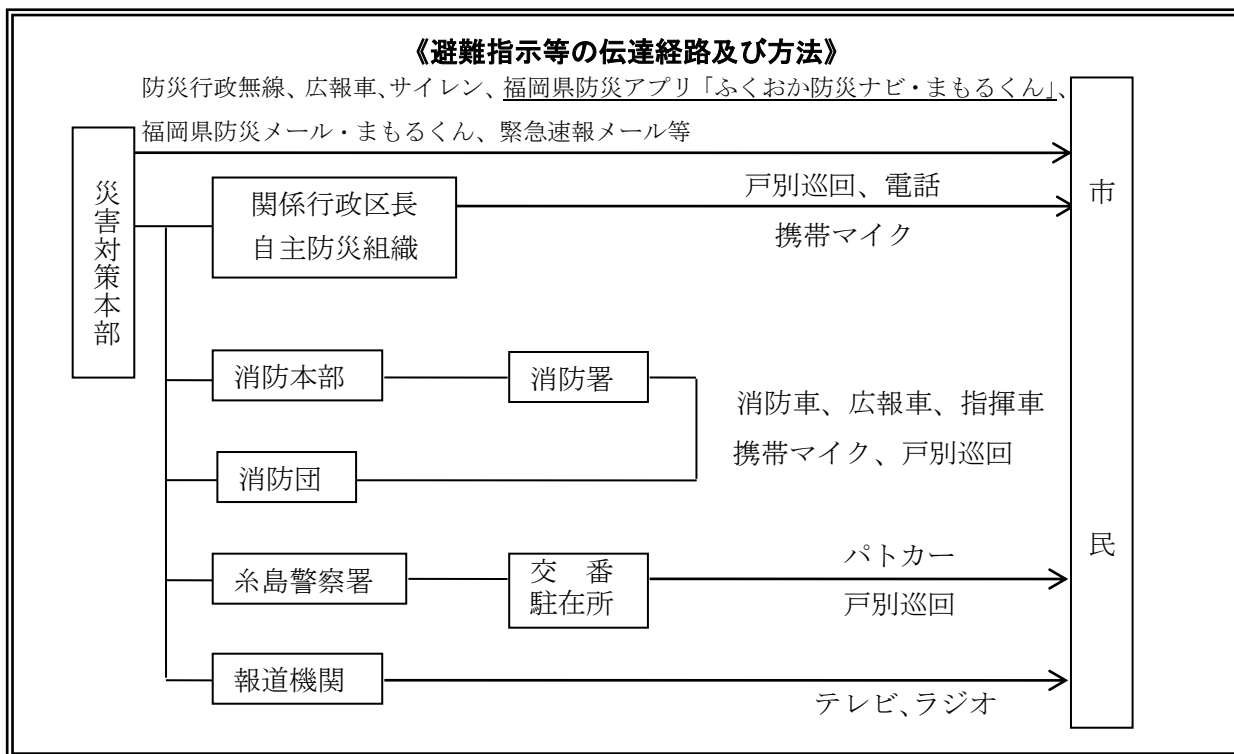 《避難指示等の伝達経路及び方法》
防災行政無線、広報車、サイレン、福岡県防災アプリ「ふくおか防災ナビ・まもるくん」、
福岡県防災メール・まもるくん、緊急速報メール等
災害対策本部
関係行政区長
自主防災組織
戸別巡回、電話
携帯マイク
消防本部
消防署
消防団
消防車、広報車、指揮車
携帯マイク、戸別巡回
糸島警察署
交　番
駐在所
パトカー
戸別巡回
報道機関
テレビ、ラジオ
市
民